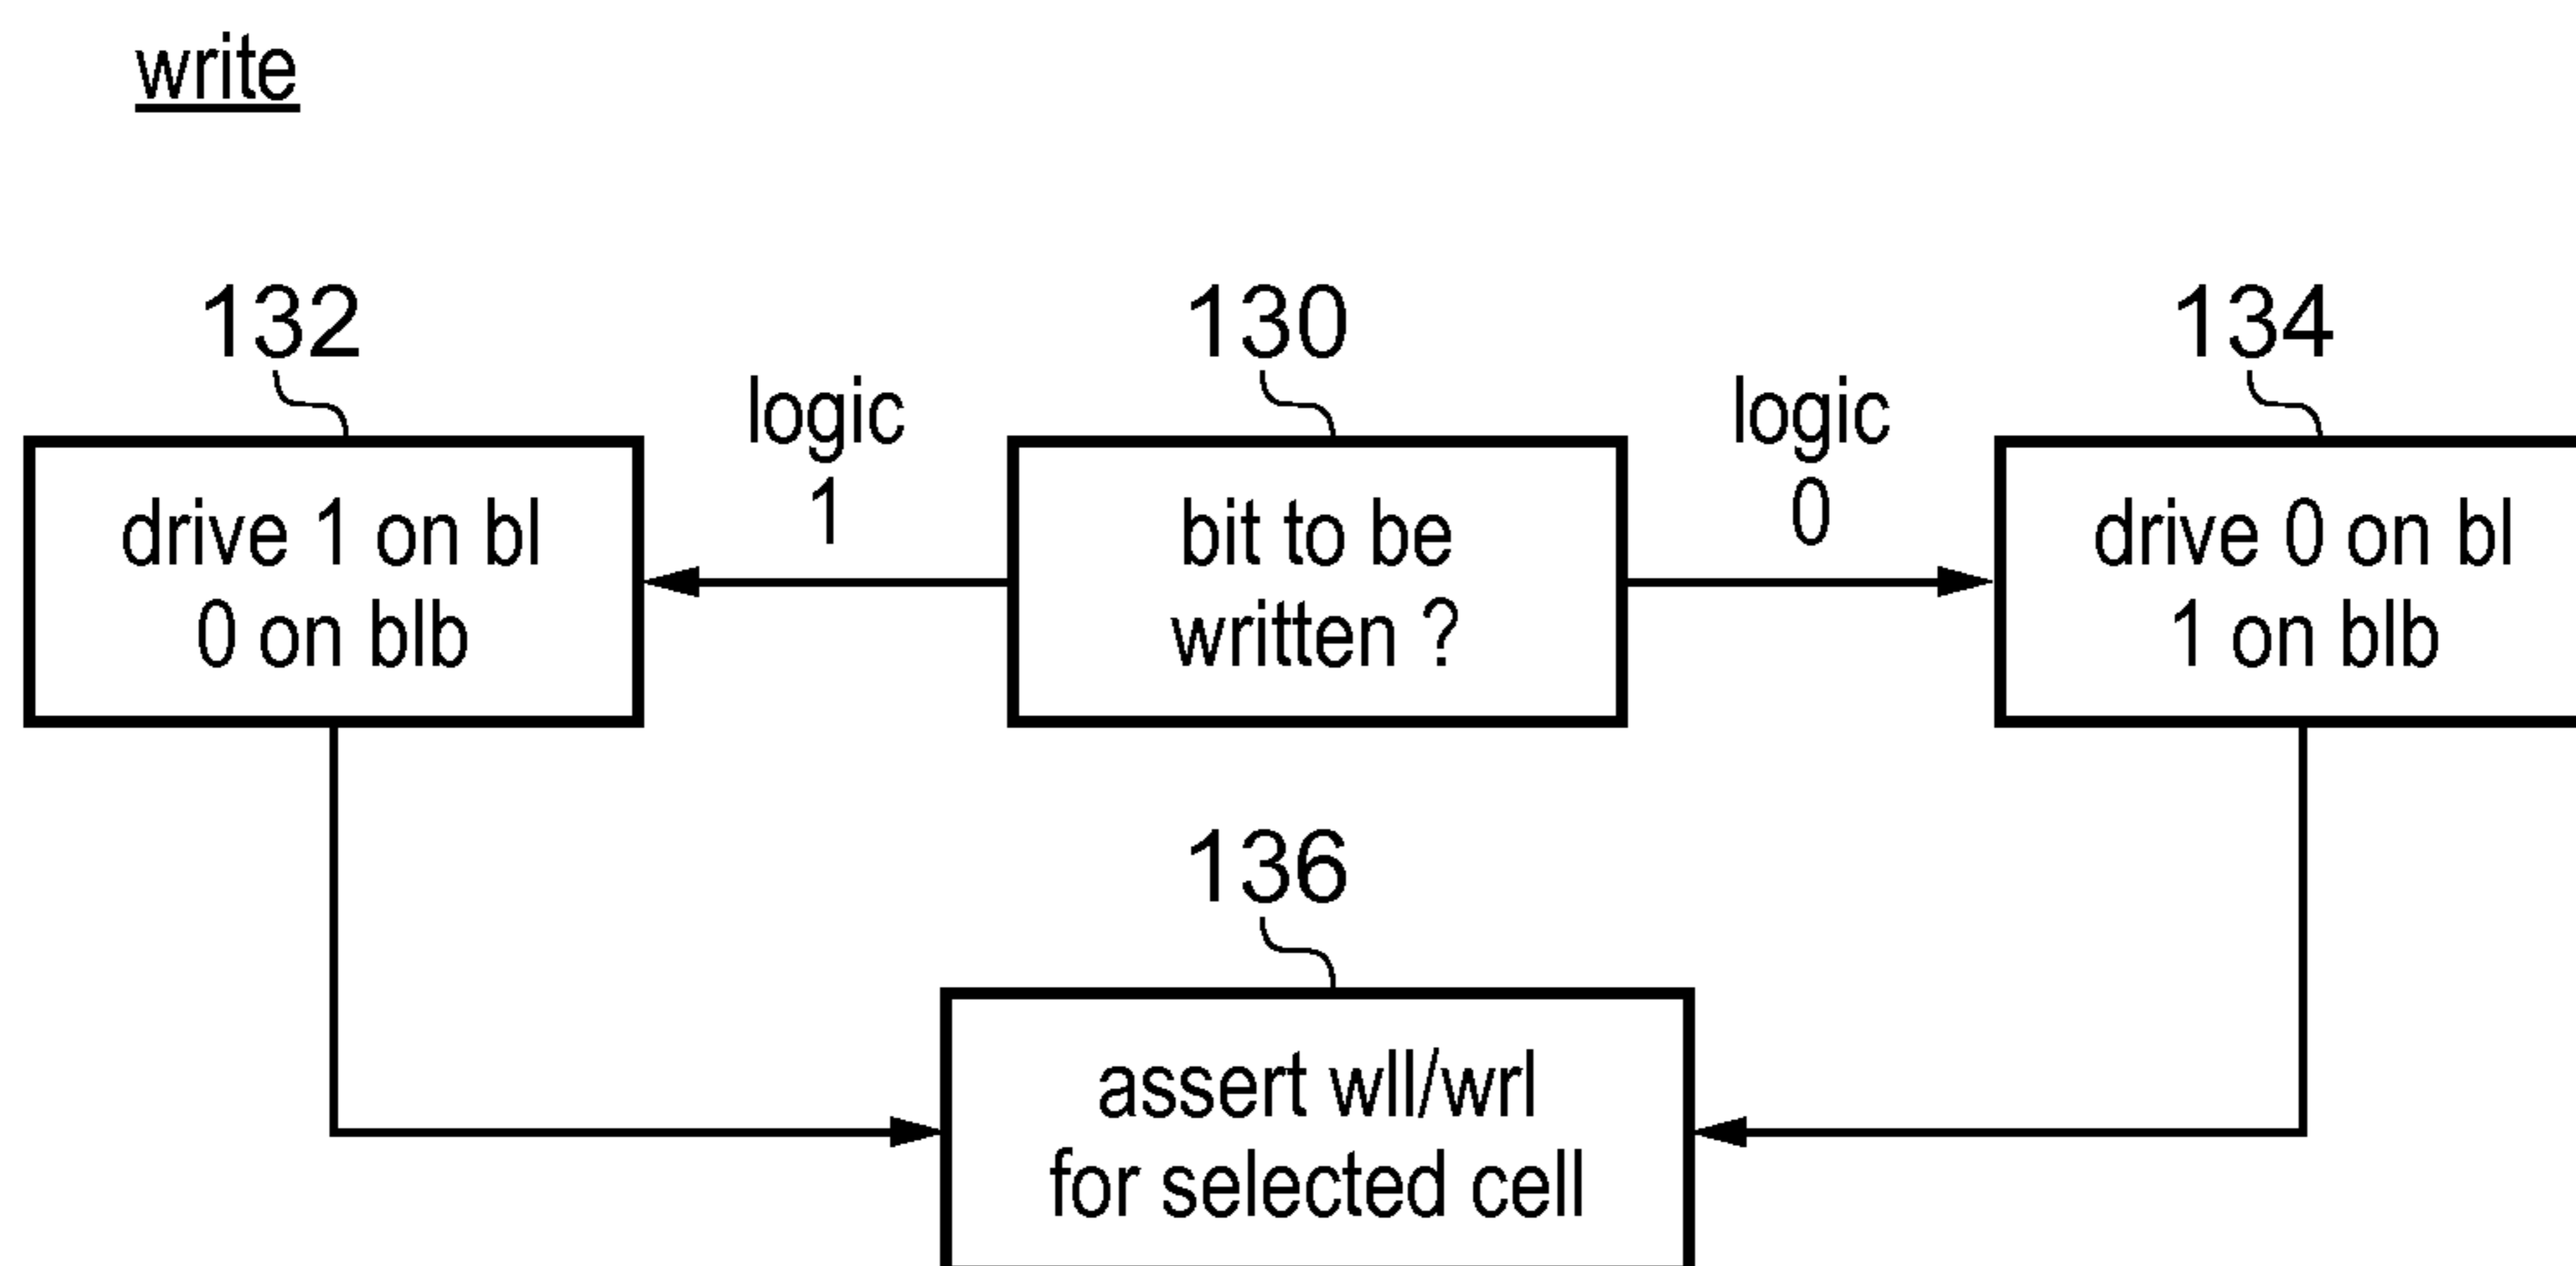 write
132
130
134
logic
1
logic
0
drive 1 on bl
0 on blb
bit to be
written ?
drive 0 on bl
1 on blb
136
assert wll/wrl
for selected cell